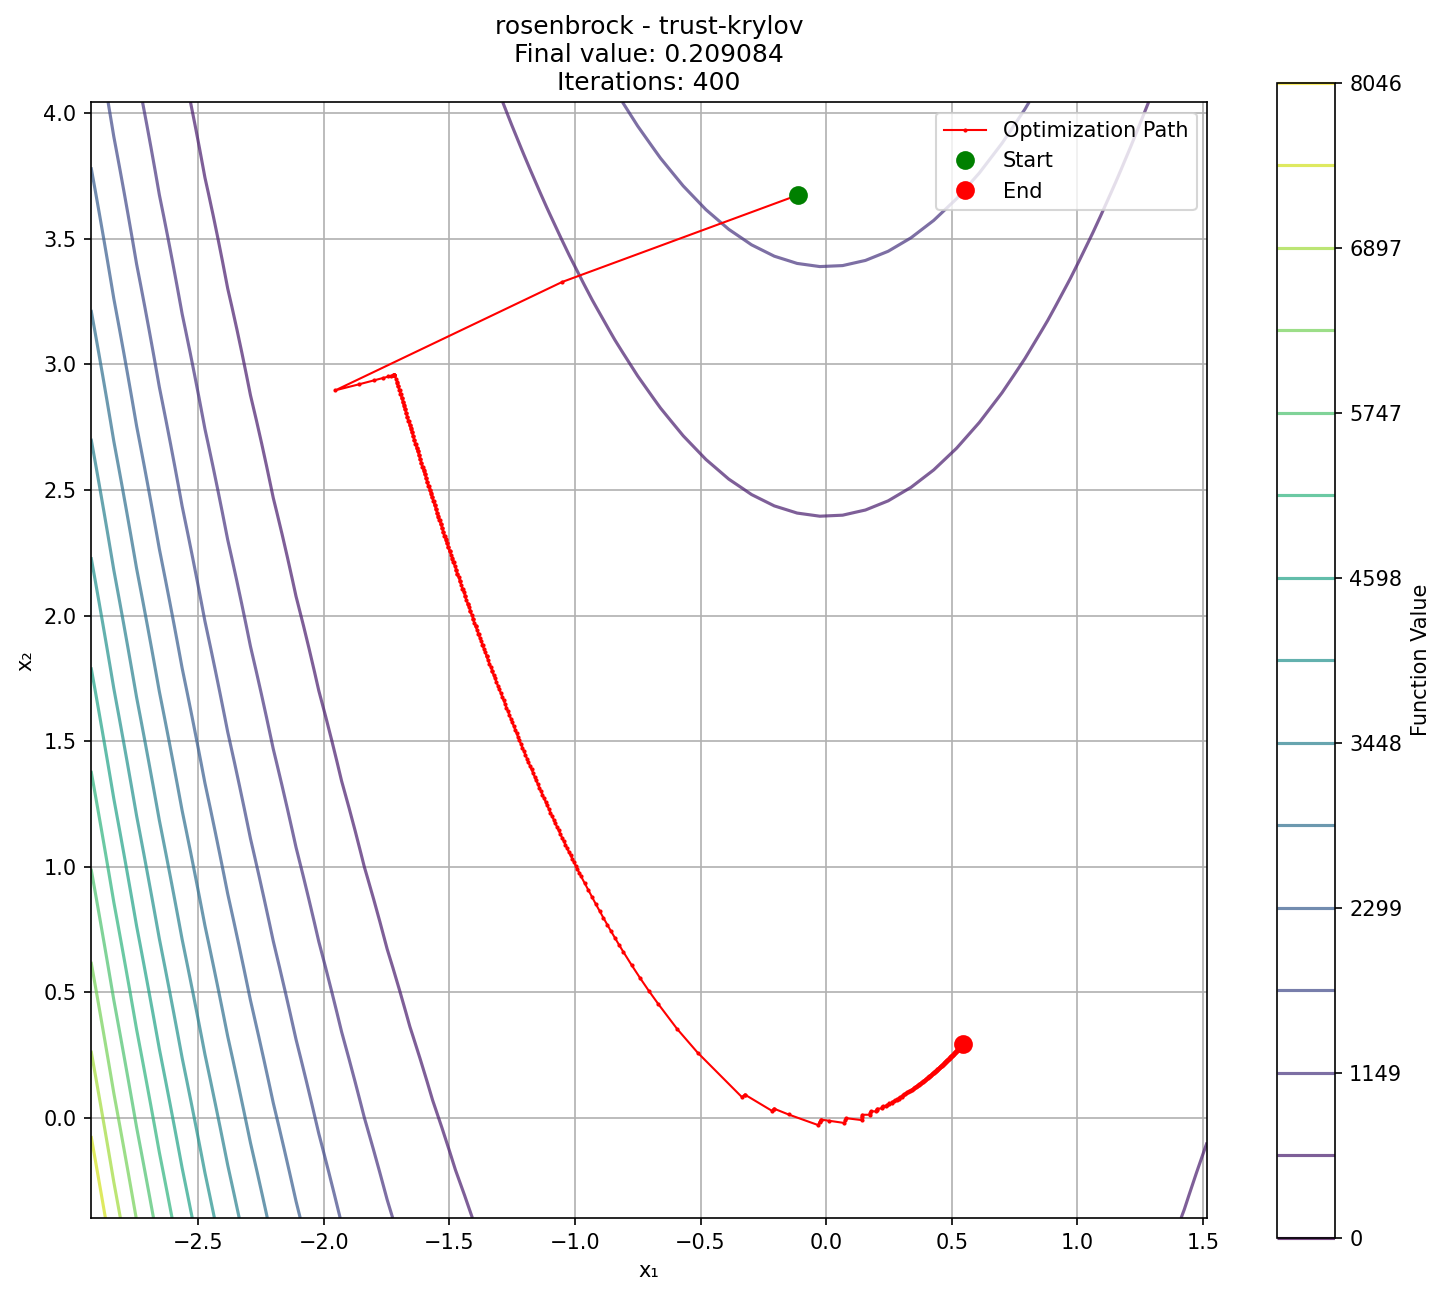 rosenbrock - trust-krylov
Final value: 0.209084
Iterations: 400
Optimization Path
Start
End
4.0
3.5
3.0
2.5
2.0
1.5
1.0
0.5
0.0
x₂
−2.5 −2.0 −1.5 −1.0 −0.5 0.0 0.5 1.0 1.5
x₁
8046
6897
5747
4598
3448
2299
1149
0
Function Value